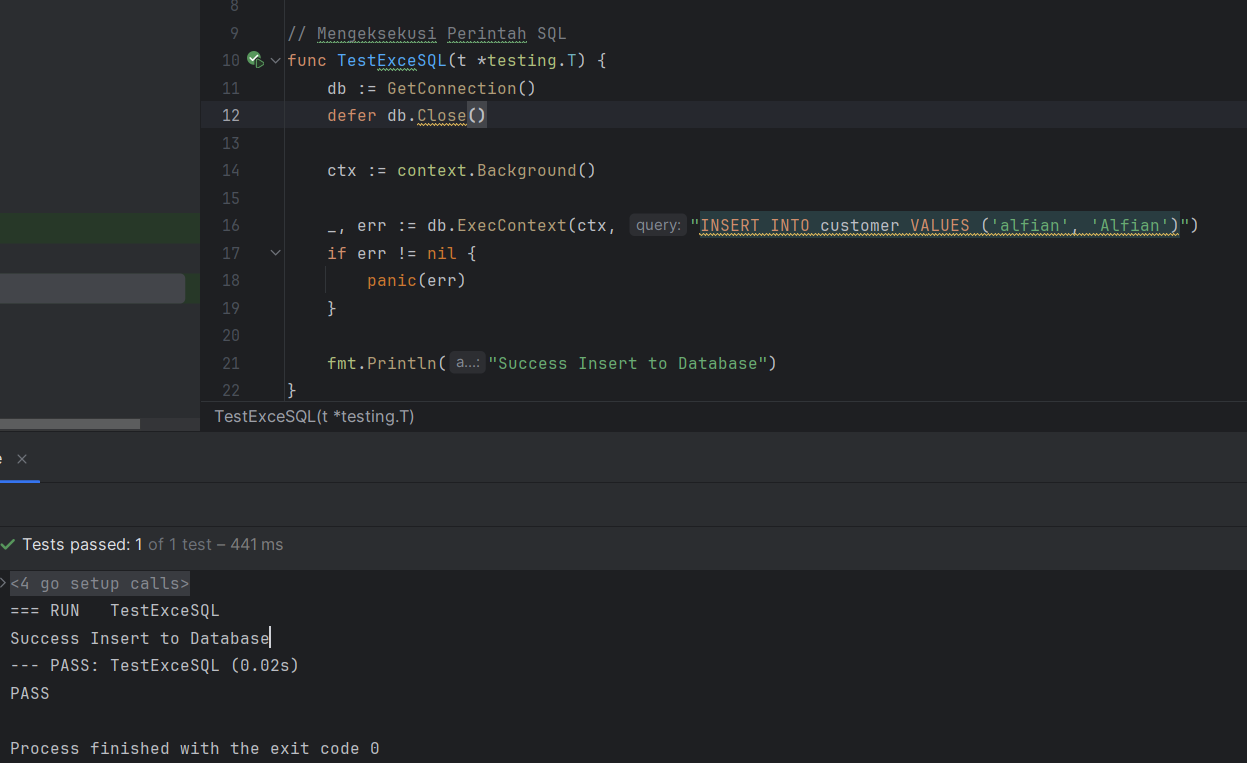 8
9 // Mengeksekusi Perintah SQL
10 func TestExceSQL(t *testing.T) {
11 db := GetConnection()
12 defer db.Close()
13
14 ctx := context.Background()
15
16 _, err := db.ExecContext(ctx, query: "INSERT INTO customer VALUES ('alfian', 'Alfian')")
17 if err != nil {
18 panic(err)
19 }
20
21 fmt.Println( a...: "Success Insert to Database")
22 }
TestExceSQL(t *testing.T)
Tests passed: 1 of 1 test – 441 ms
<4 go setup calls>
=== RUN   TestExceSQL
Success Insert to Database
--- PASS: TestExceSQL (0.02s)
PASS
Process finished with the exit code 0